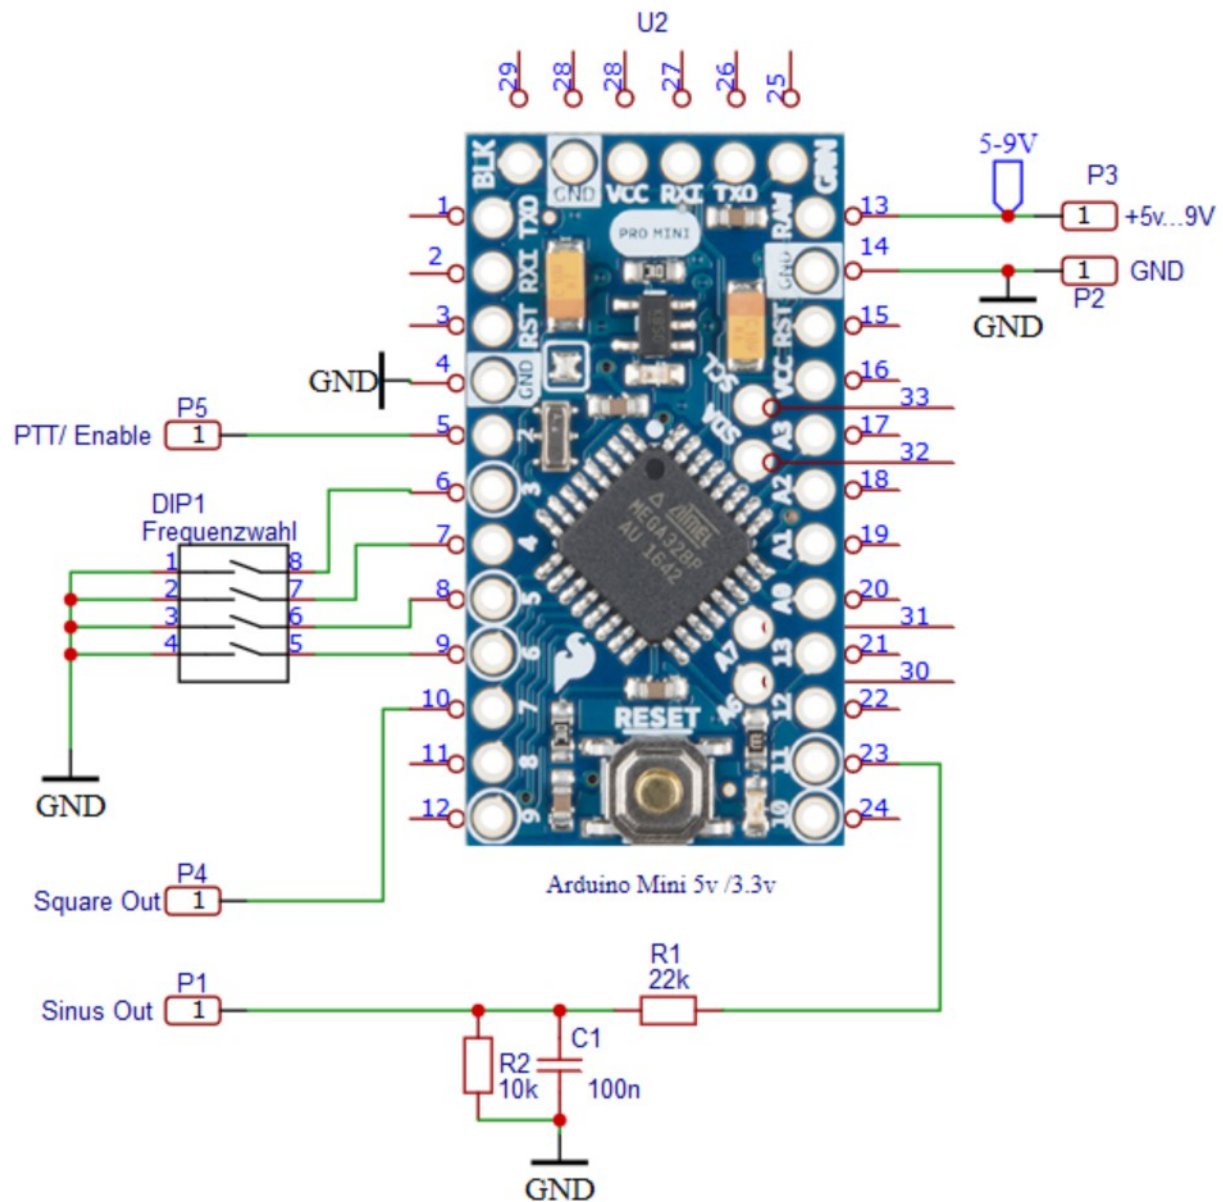 U2
29
28
28
27
26
25
BLK
GND
VCC
RXI
TXO
GRN
5-9V
P3
1
+5v...9V
1
GND
P2
GND
1
2
3
4
5
6
7
8
9
10
11
12
TXO
RXI
RST
GND
2
3
4
5
6
7
8
9
PRO MINI
SCL
SDA
ATMEL
MEGA328P
AU 1642
A7
A6
RESET
RAW
GND
RST
VCC
A3
A2
A1
A0
13
12
11
10
13
14
15
16
33
17
32
18
19
20
31
21
30
22
23
24
GND
P5
PTT/ Enable
1
DIP1
Frequenzwahl
1
8
2
7
3
6
4
5
GND
P4
Square Out
1
Arduino Mini 5v /3.3v
P1
Sinus Out
1
R1
22k
C1
100n
R2
10k
GND